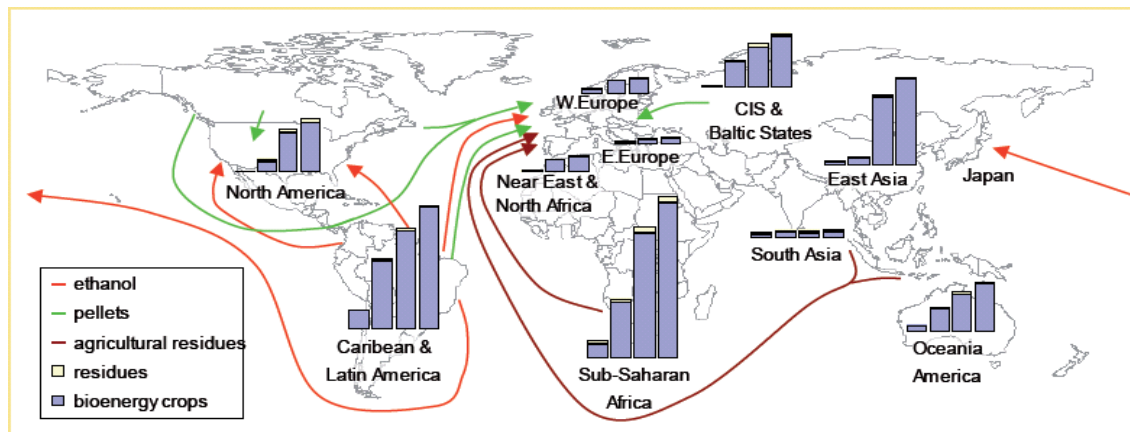 W.Europe
CIS &
Baltic States
E.Europe
North America
Near East &
North Africa
East Asia
Japan
South Asia
ethanol
pellets
agricultural residues
residues
bioenergy crops
Caribean &
Latin America
Sub-Saharan
Africa
Oceania
America